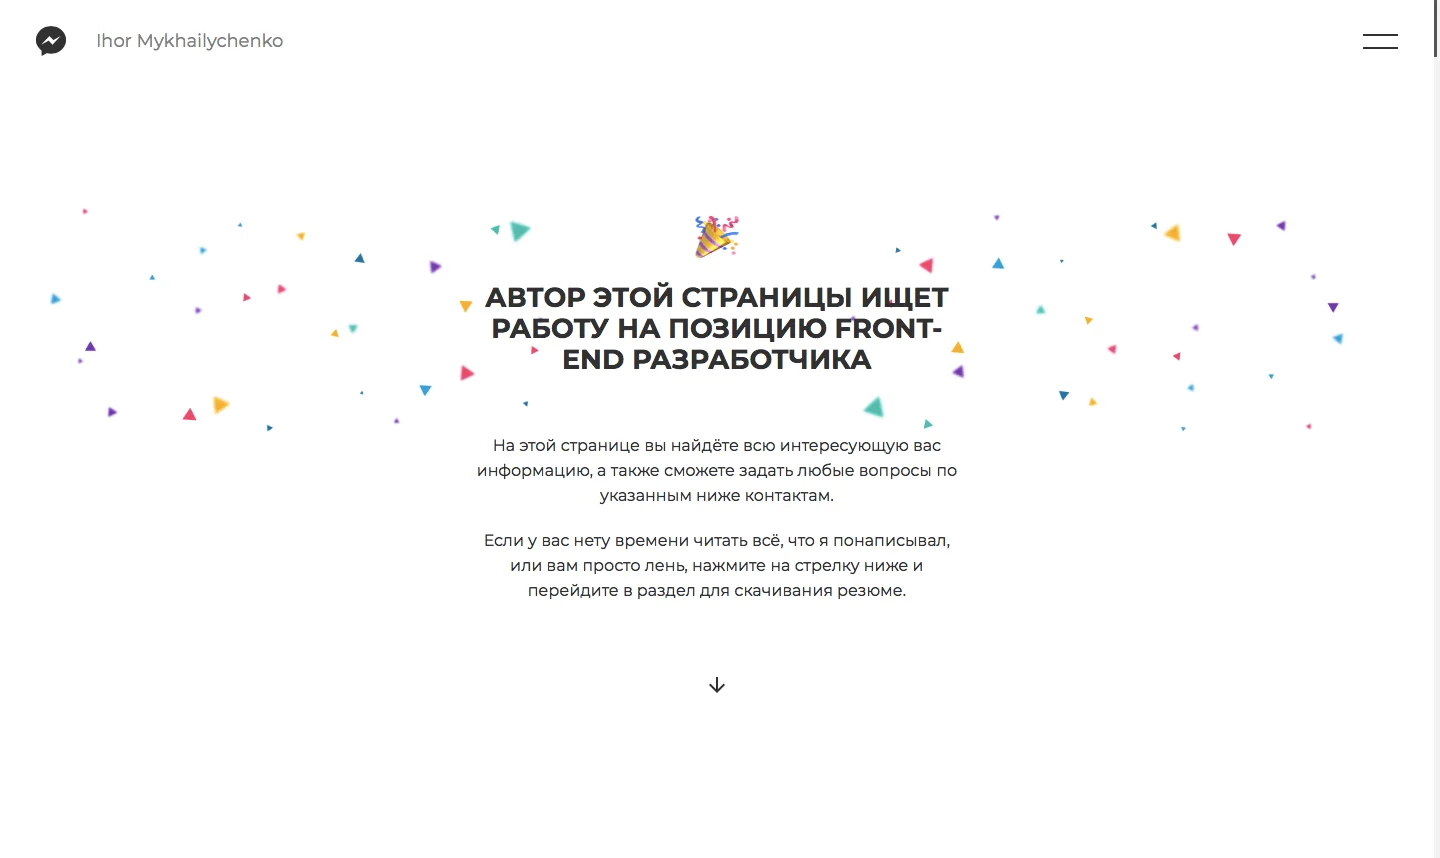 Ihor Mykhailychenko
АВТОР ЭТОЙ СТРАНИЦЫ ИЩЕТ
РАБОТУ НА ПОЗИЦИЮ FRONT-
END РАЗРАБОТЧИКА
На этой странице вы найдёте всю интересующую вас
информацию, а также сможете задать любые вопросы по
указанным ниже контактам.
Если у вас нету времени читать всё, что я понаписывал,
или вам просто лень, нажмите на стрелку ниже и
перейдите в раздел для скачивания резюме.